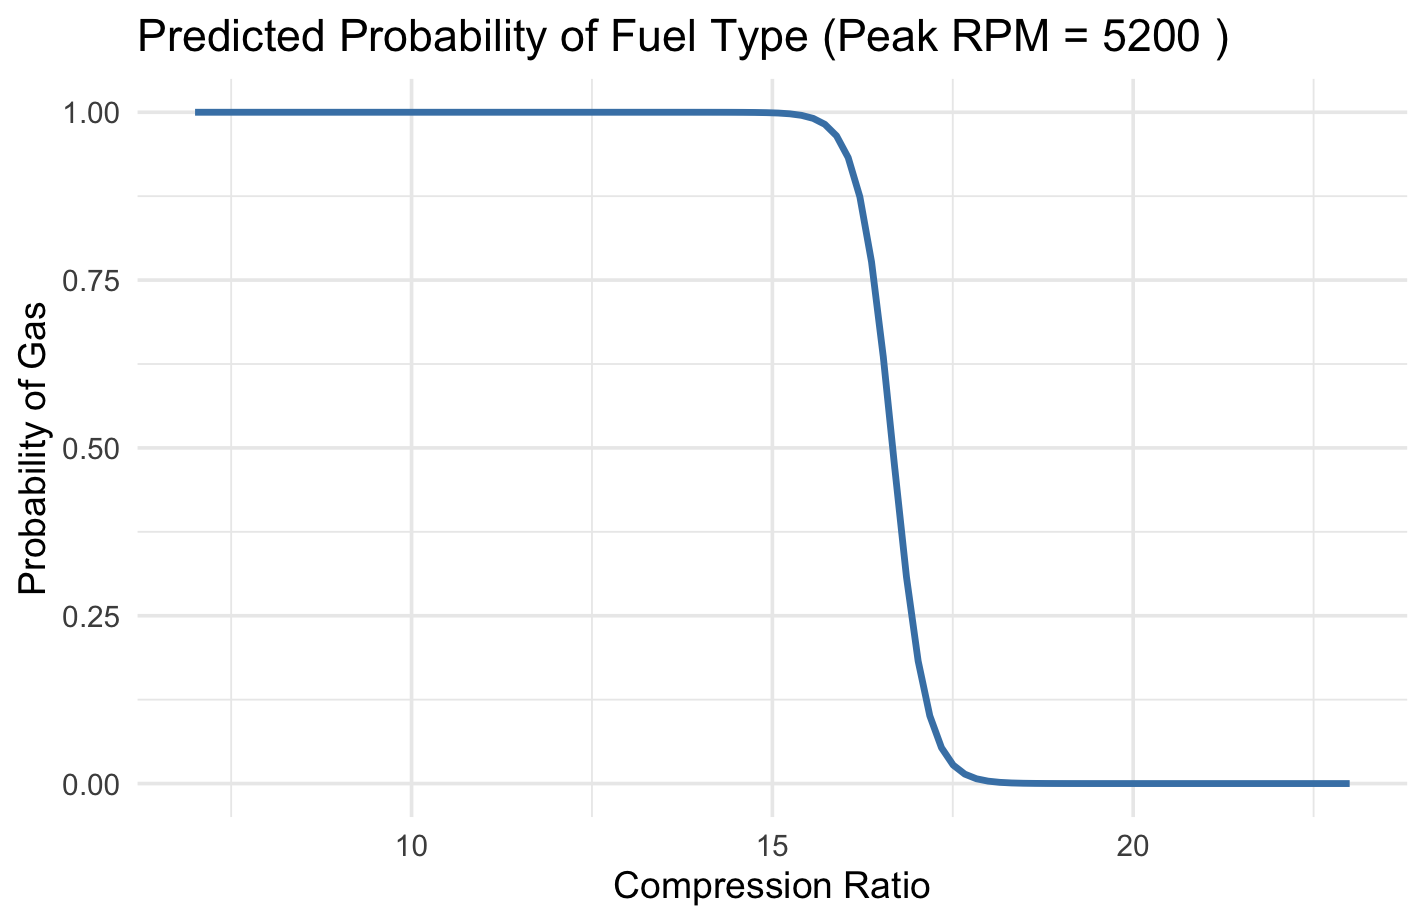 Predicted Probability of Fuel Type (Peak RPM = 5200 )
Probability of Gas
1.00
0.75
0.50
0.25
0.00
10
15
20
Compression Ratio